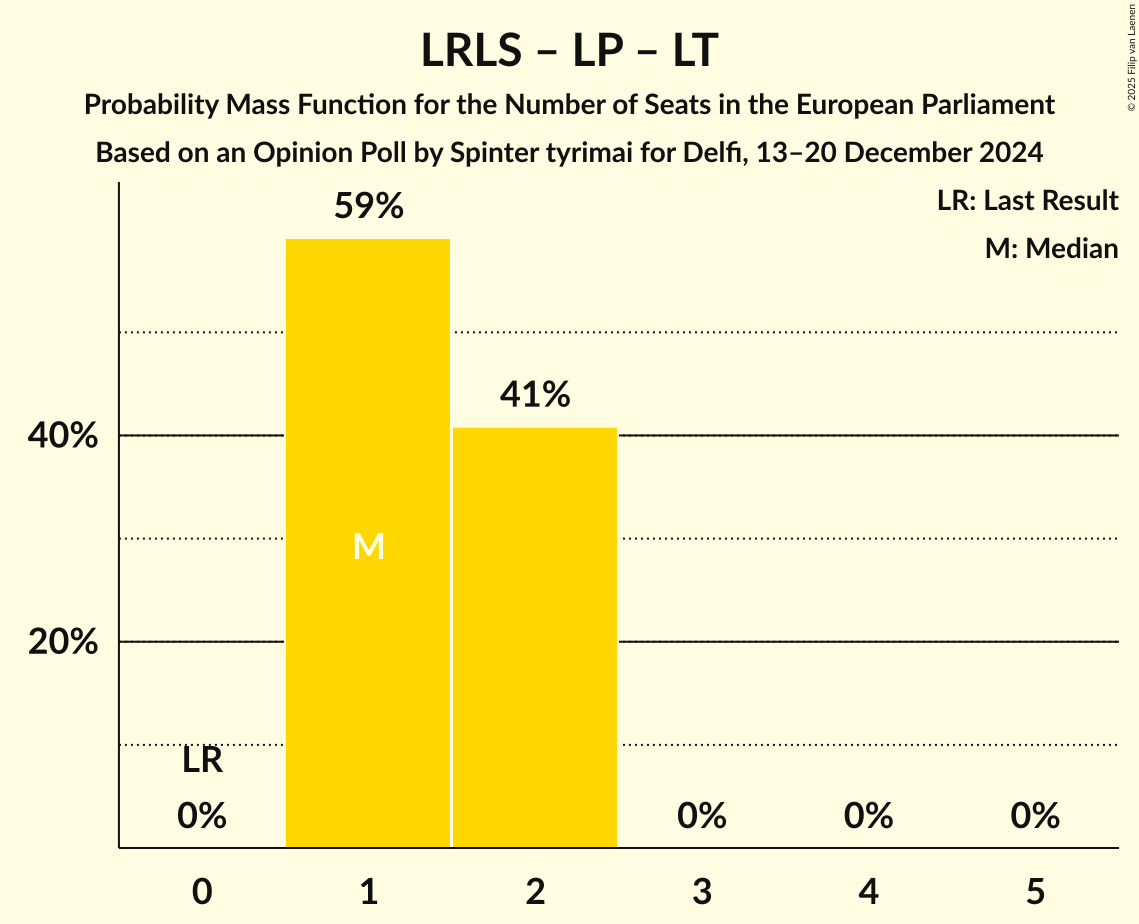 LRLS – LP – LT
Probability Mass Function for the Number of Seats in the European Parliament
Based on an Opinion Poll by Spinter tyrimai for Delfi, 13–20 December 2024
© 2025 Filip van Laenen
LR: Last Result
M: Median
59%
41%
40%
M
20%
LR
0%
0%
0%
0%
0
1
2
3
4
5